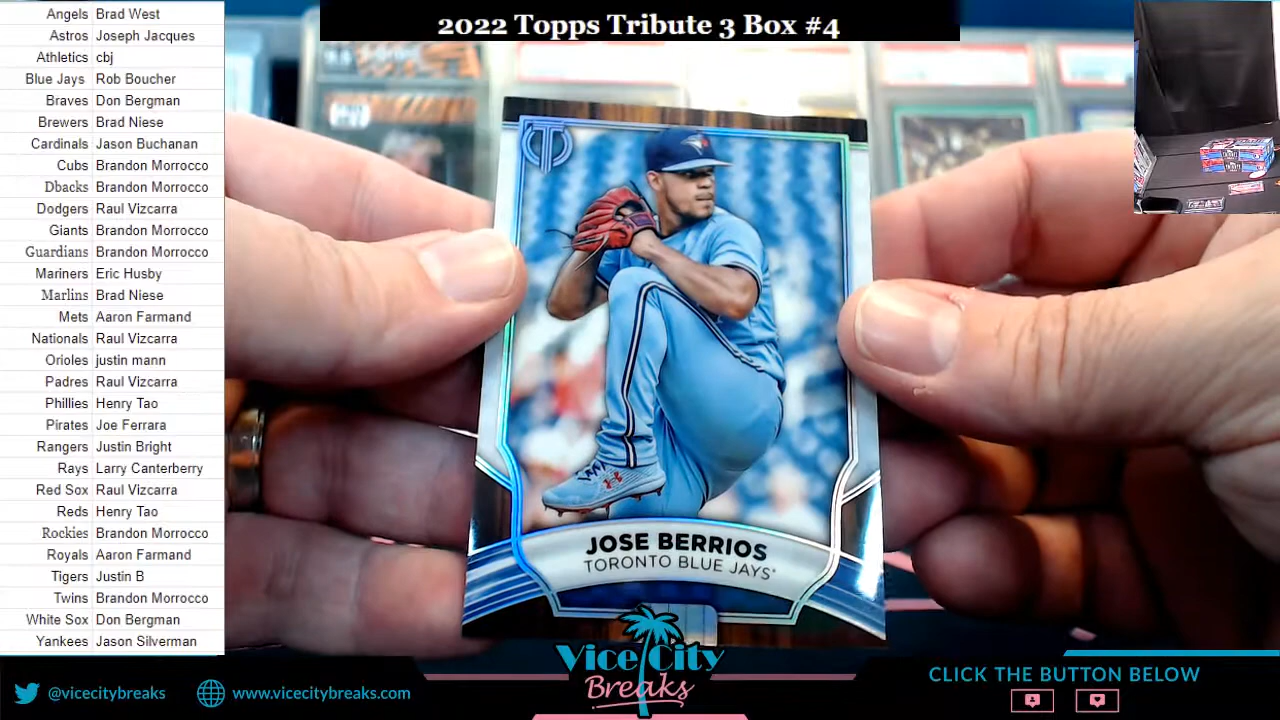 2022 Topps Tribute 3 Box #4
Angels Brad West
Astros Joseph Jacques
Athletics cbj
Blue Jays Rob Boucher
Braves Don Bergman
Brewers Brad Niese
Cardinals Jason Buchanan
Cubs Brandon Morrocco
Dbacks Brandon Morrocco
Dodgers Raul Vizcarra
Giants Brandon Morrocco
Guardians Brandon Morrocco
Mariners Eric Husby
Marlins Brad Niese
Mets Aaron Farmand
Nationals Raul Vizcarra
Orioles justin mann
Padres Raul Vizcarra
Phillies Henry Tao
Pirates Joe Ferrara
Rangers Justin Bright
Rays Larry Canterberry
Red Sox Raul Vizcarra
Reds Henry Tao
Rockies Brandon Morrocco
Royals Aaron Farmand
Tigers Justin B
Twins Brandon Morrocco
White Sox Don Bergman
Yankees Jason Silverman
JOSE BERRIOS
TORONTO BLUE JAYS
Vice City
Breaks
@vicecitybreaks
www.vicecitybreaks.com
CLICK THE BUTTON BELOW